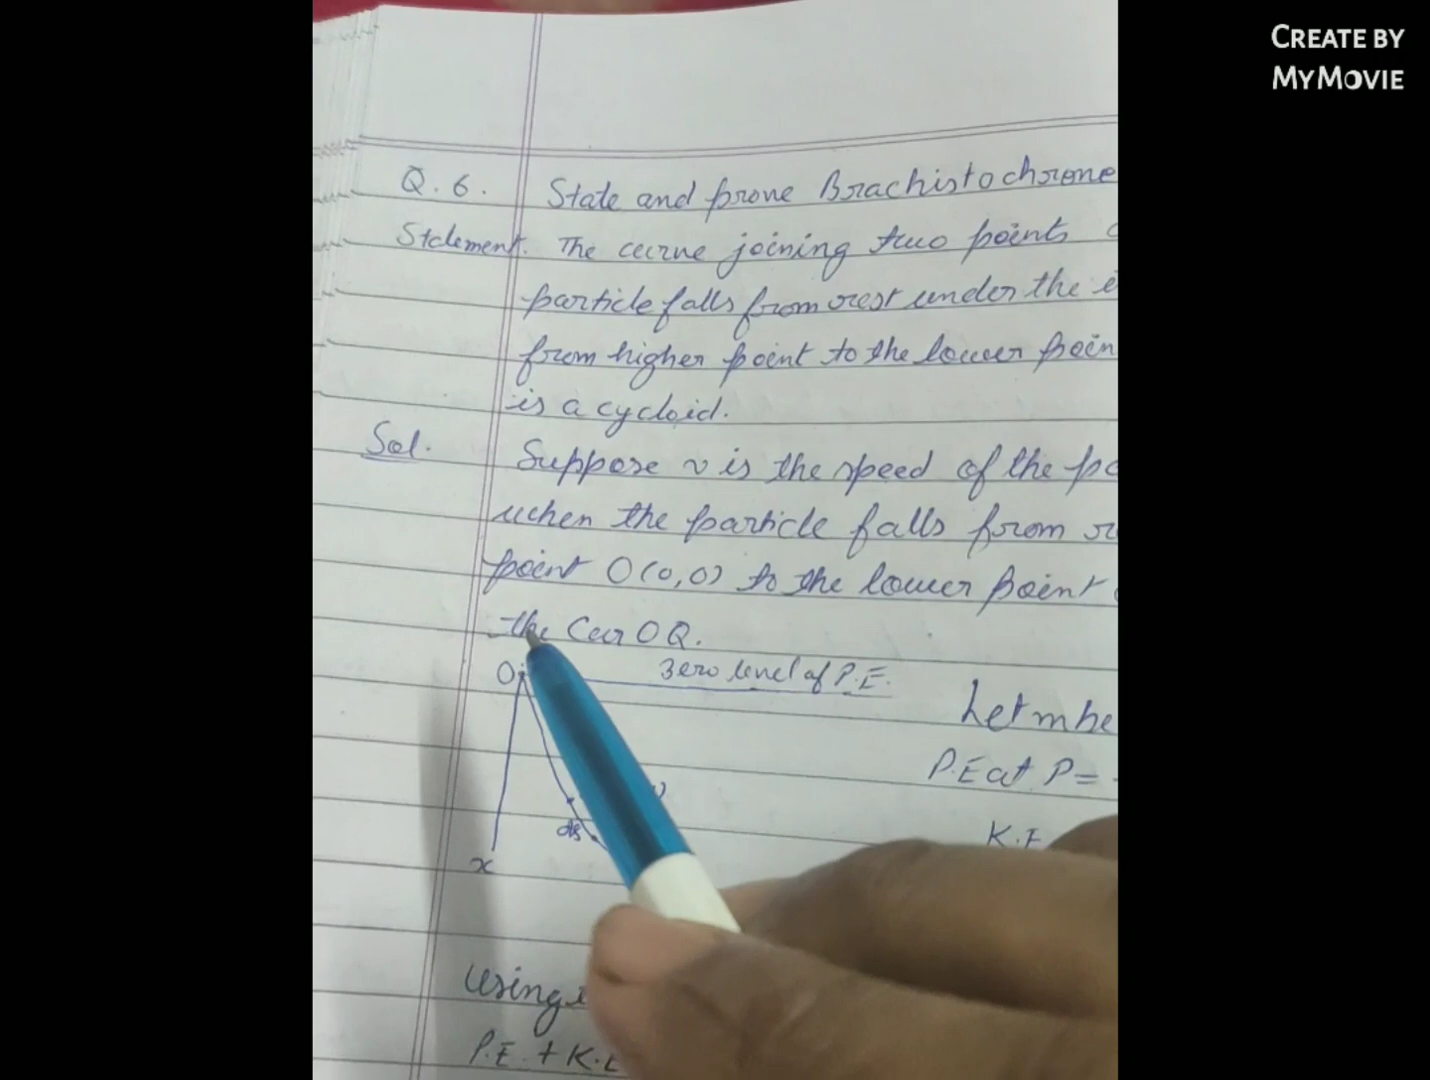 CREATE BY
MYMOVIE
Q. 6. State and prove Brachistochrone
Statement. The curve joining two points
particle falls from rest under the
from higher point to the lower poin
is a cycloid.
Sol. Suppose v is the speed of the pa
when the particle falls from
point O(0,0) to the lower point
the Cur OQ.
O zero level of P.E.
Let m be
P.E at P = -
ds
K.E
x
Using
P.E. + K.E